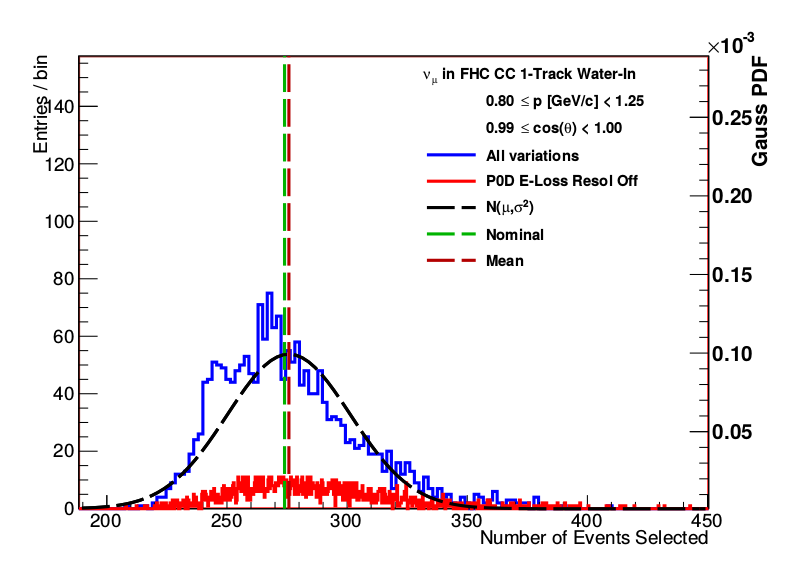 ×10⁻³
ν μ in FHC CC 1-Track Water-In
0.80 ≤ p [GeV/c] < 1.25
0.99 ≤ cos(θ) < 1.00
All variations
P0D E-Loss Resol Off
N(μ,σ²)
Nominal
Mean
Entries / bin
140
120
100
80
60
40
20
0
Gauss PDF
0.25
0.20
0.15
0.10
0.05
200 250 300 350 400 450
Number of Events Selected